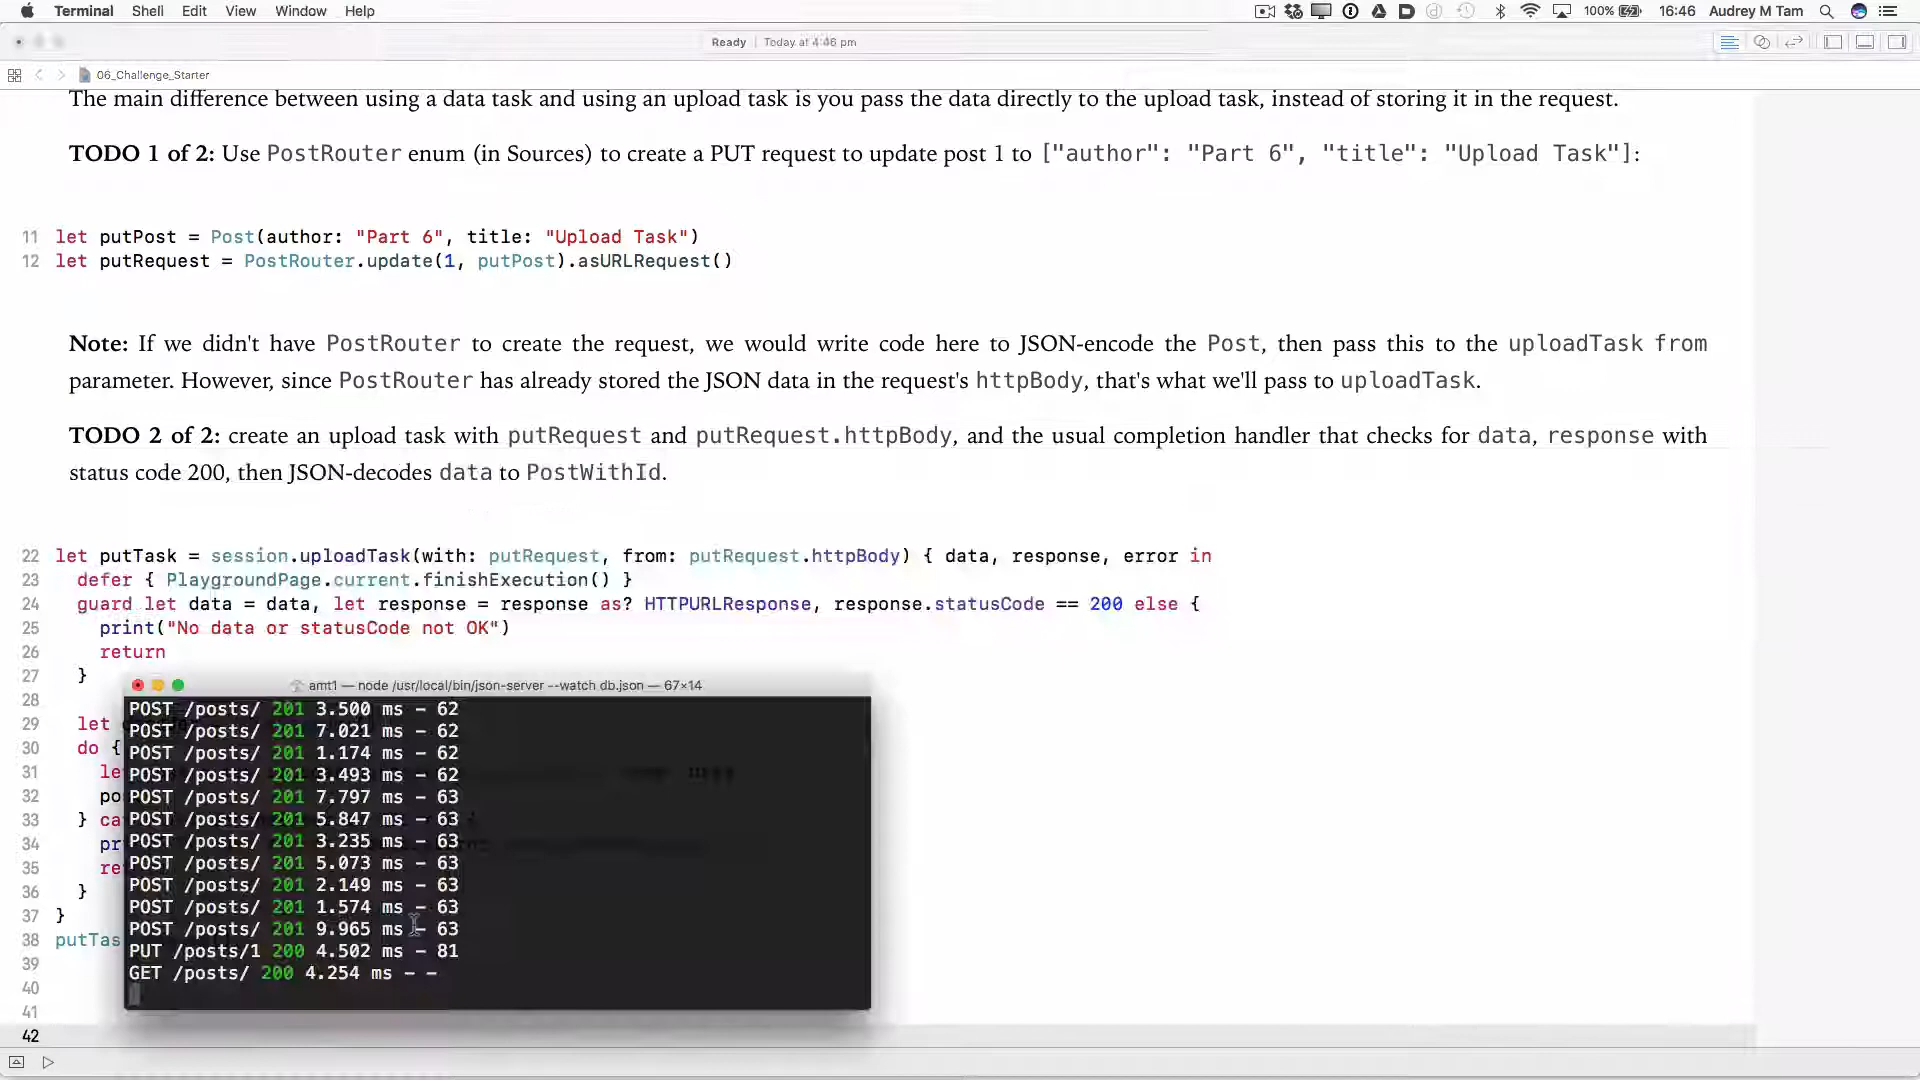 Terminal Shell Edit View Window Help 100% 16:46 Audrey M Tam
Ready Today at 4:46 pm
06_Challenge_Starter
The main difference between using a data task and using an upload task is you pass the data directly to the upload task, instead of storing it in the request.
TODO 1 of 2: Use PostRouter enum (in Sources) to create a PUT request to update post 1 to ["author": "Part 6", "title": "Upload Task"]:
11 let putPost = Post(author: "Part 6", title: "Upload Task")
12 let putRequest = PostRouter.update(1, putPost).asURLRequest()
Note: If we didn't have PostRouter to create the request, we would write code here to JSON-encode the Post, then pass this to the uploadTask from
parameter. However, since PostRouter has already stored the JSON data in the request's httpBody, that's what we'll pass to uploadTask.
TODO 2 of 2: create an upload task with putRequest and putRequest.httpBody, and the usual completion handler that checks for data, response with
status code 200, then JSON-decodes data to PostWithId.
22 let putTask = session.uploadTask(with: putRequest, from: putRequest.httpBody) { data, response, error in
23 defer { PlaygroundPage.current.finishExecution() }
24 guard let data = data, let response = response as? HTTPURLResponse, response.statusCode == 200 else {
25 print("No data or statusCode not OK")
26 return
27 }
28
29 let
30 do {
31 le
32 po
33 } ca
34 pr
35 re
36 }
37 }
38 putTas
39
40
41
42
amt1 — node /usr/local/bin/json-server --watch db.json — 67×14
POST /posts/ 201 3.500 ms - 62
POST /posts/ 201 7.021 ms - 62
POST /posts/ 201 1.174 ms - 62
POST /posts/ 201 3.493 ms - 62
POST /posts/ 201 7.797 ms - 63
POST /posts/ 201 5.847 ms - 63
POST /posts/ 201 3.235 ms - 63
POST /posts/ 201 5.073 ms - 63
POST /posts/ 201 2.149 ms - 63
POST /posts/ 201 1.574 ms - 63
POST /posts/ 201 9.965 ms - 63
PUT /posts/1 200 4.502 ms - 81
GET /posts/ 200 4.254 ms - -